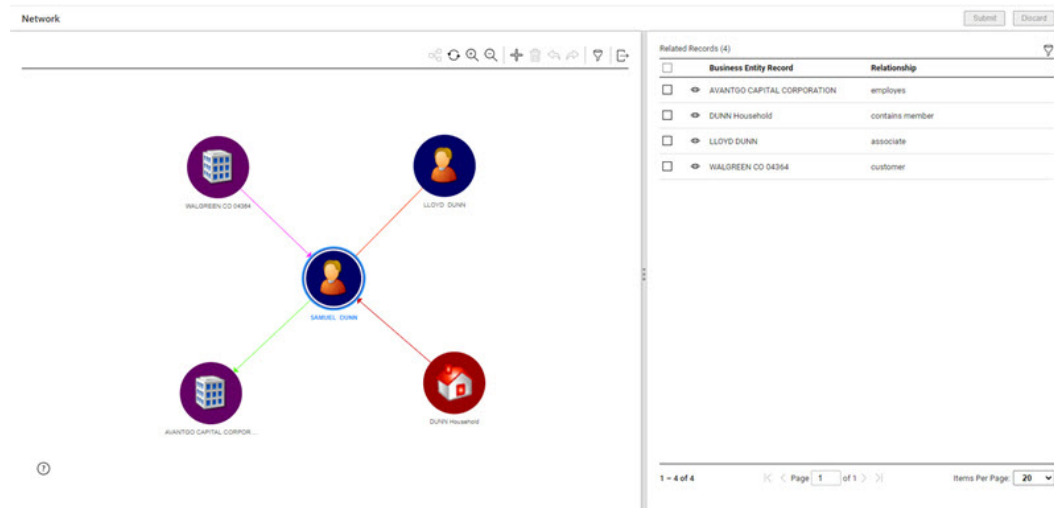 Network
Submit Discard
WALGREEN CO 04364
LLOYD DUNN
SAMUEL DUNN
AVANTGO CAPITAL CORPOR ...
DUNN Household
?
Related Records (4)
Business Entity Record Relationship
AVANTGO CAPITAL CORPORATION employes
DUNN Household contains member
LLOYD DUNN associate
WALGREEN CO 04364 customer
1 – 4 of 4 Page 1 of 1 Items Per Page: 20